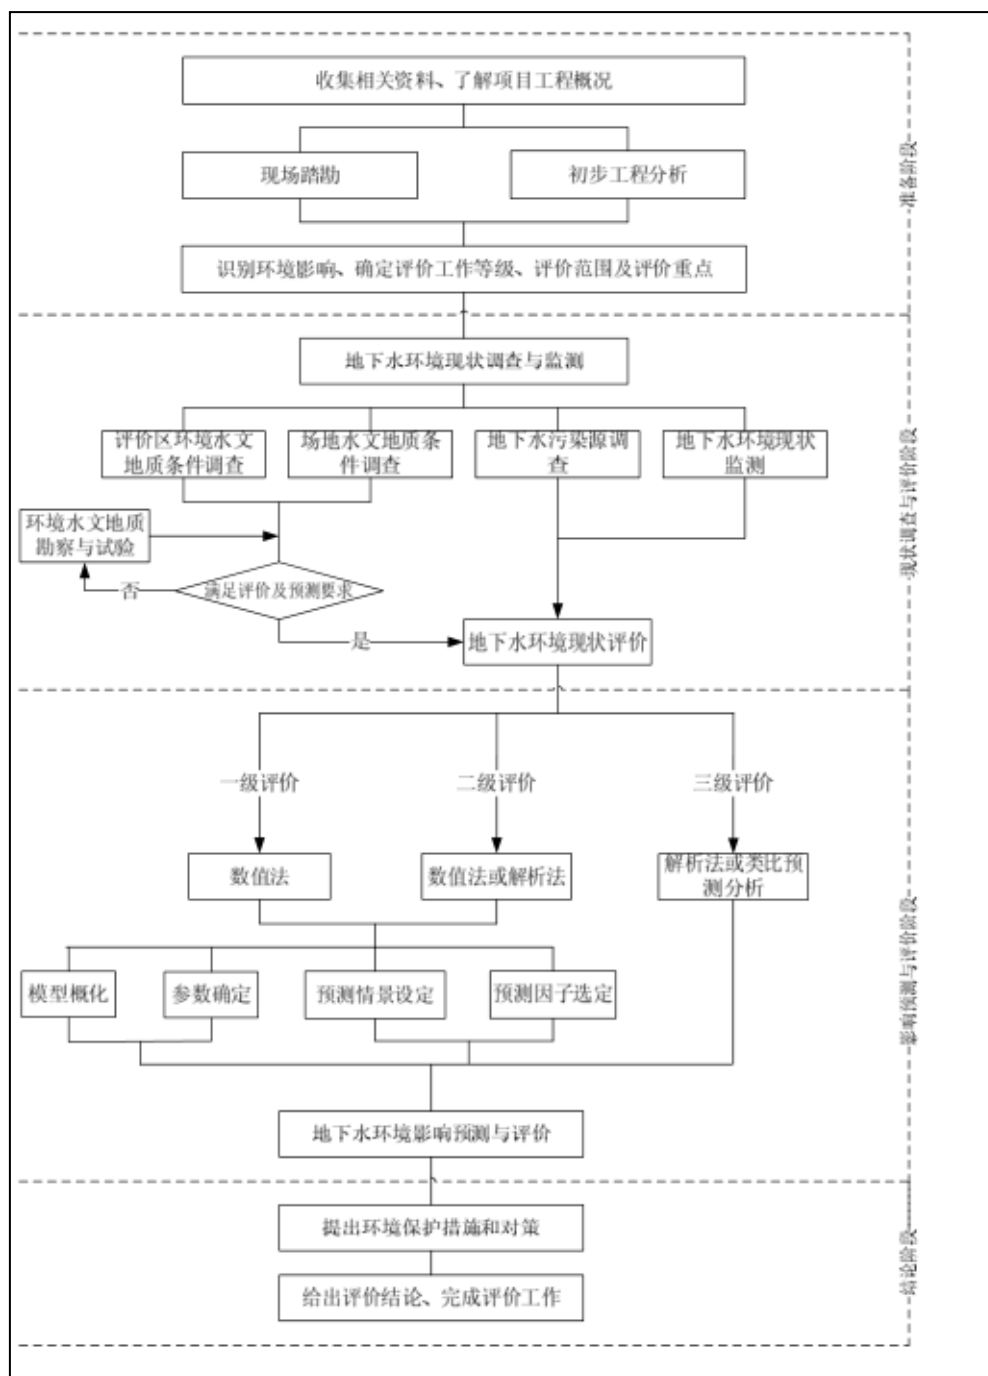 收集相关资料、了解项目工程概况
现场踏勘
初步工程分析
识别环境影响、确定评价工作等级、评价范围及评价重点
准备阶段
地下水环境现状调查与监测
评价区环境水文
地质条件调查
场地水文地质条
件调查
地下水污染源调
查
地下水环境现状
监测
环境水文地质
勘察与试验
满足评价及预测要求
否
是
地下水环境现状评价
现状调查与评价阶段
一级评价
二级评价
三级评价
数值法
数值法或解析法
解析法或类比预
测分析
模型概化
参数确定
预测情景设定
预测因子选定
地下水环境影响预测与评价
影响预测与评价阶段
提出环境保护措施和对策
给出评价结论、完成评价工作
结论阶段